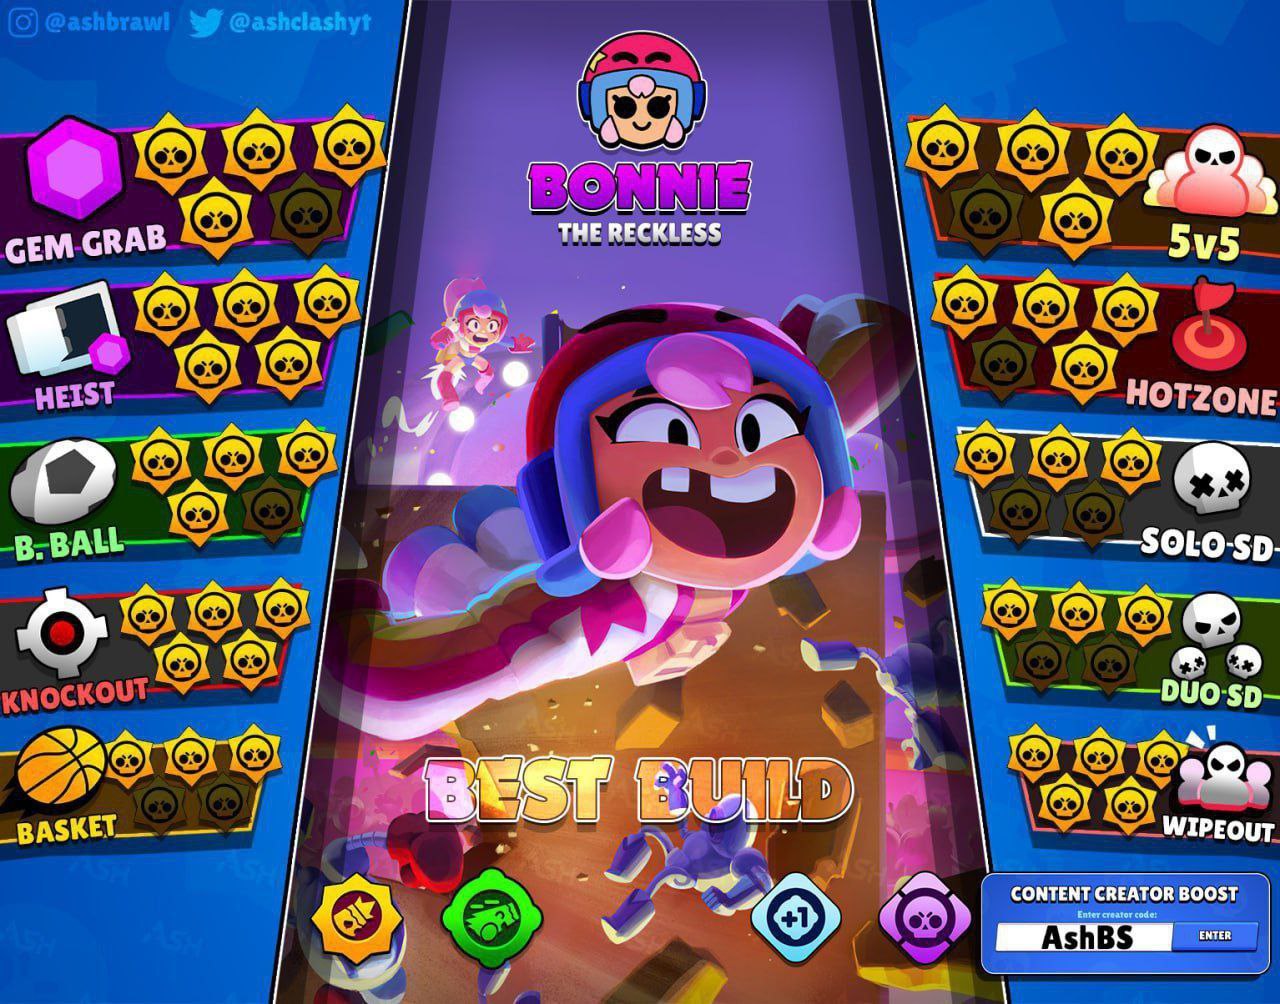 @ashbrawl @ashclashyt
BONNIE
THE RECKLESS
GEM GRAB
HEIST
B. BALL
KNOCKOUT
BASKET
5v5
HOTZONE
SOLO SD
DUO SD
WIPEOUT
BEST BUILD
+1
CONTENT CREATOR BOOST
Enter creator code:
AshBS
ENTER